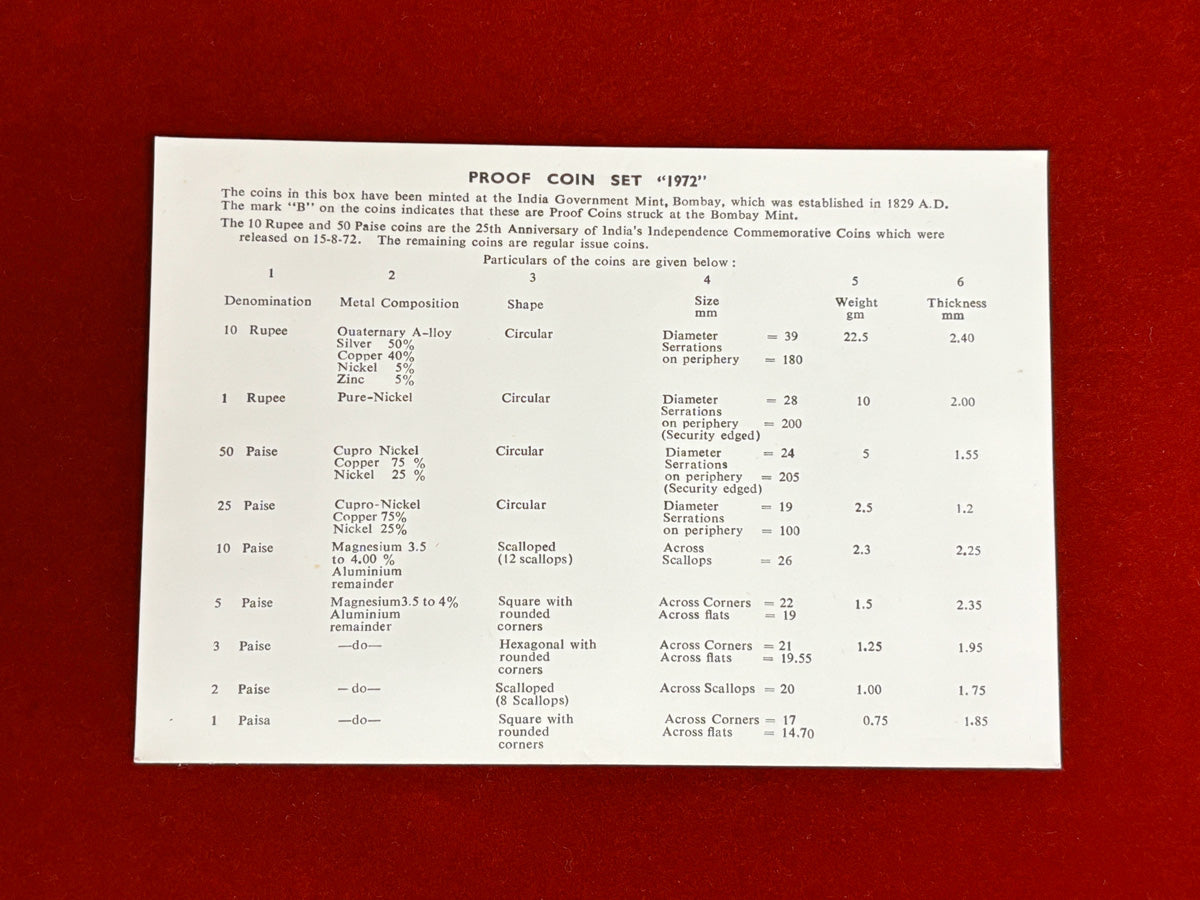 PROOF COIN SET "1972"
The coins in this box have been minted at the India Government Mint, Bombay, which was established in 1829 A.D.
The mark "B" on the coins indicates that these are Proof Coins struck at the Bombay Mint.
The 10 Rupee and 50 Paise coins are the 25th Anniversary of India's Independence Commemorative Coins which were
released on 15-8-72. The remaining coins are regular issue coins.
Particulars of the coins are given below :
1 2 3 4 5 6
Denomination Metal Composition Shape Size Weight Thickness
mm gm mm
10 Rupee Quaternary A-lloy Circular Diameter = 39 22.5 2.40
Silver 50% Serrations
Copper 40% on periphery = 180
Nickel 5%
Zinc 5%
1 Rupee Pure-Nickel Circular Diameter = 28 10 2.00
Serrations
on periphery = 200
(Security edged)
50 Paise Cupro Nickel Circular Diameter = 24 5 1.55
Copper 75 % Serrations
Nickel 25 % on periphery = 205
(Security edged)
25 Paise Cupro-Nickel Circular Diameter = 19 2.5 1.2
Copper 75% Serrations
Nickel 25% on periphery = 100
10 Paise Magnesium 3.5 Scalloped Across 2.3 2.25
to 4.00 % (12 scallops) Scallops = 26
Aluminium
remainder
5 Paise Magnesium3.5 to 4% Square with Across Corners = 22 1.5 2.35
Aluminium rounded Across flats = 19
remainder corners
3 Paise —do— Hexagonal with Across Corners = 21 1.25 1.95
rounded Across flats = 19.55
corners
2 Paise —do— Scalloped Across Scallops = 20 1.00 1.75
(8 Scallops)
1 Paisa —do— Square with Across Corners = 17 0.75 1.85
rounded Across flats = 14.70
corners